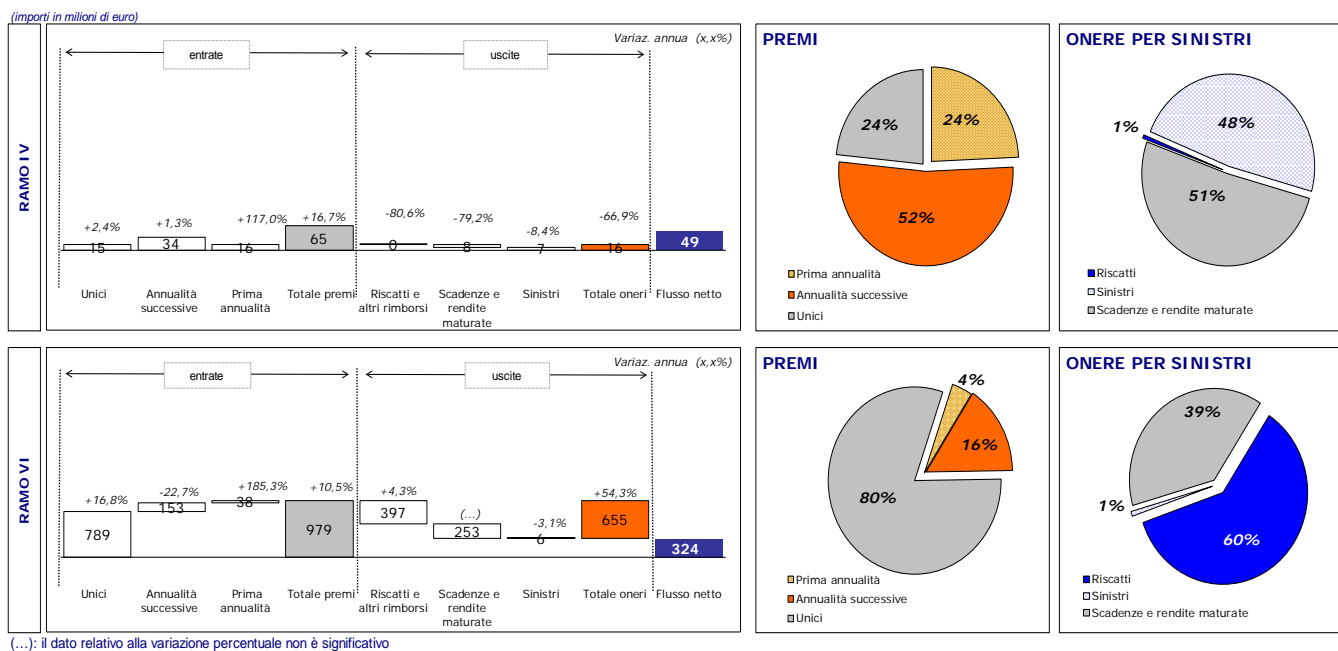 (importi in milioni di euro)
RAMO IV
Variaz. annua (x,x%)
entrate
uscite
+2,4%
+1,3%
+117,0%
+16,7%
-80,6%
-79,2%
-8,4%
-66,9%
15
34
16
65
0
8
7
16
49
Unici
Annualità successive
Prima annualità
Totale premi
Riscatti e altri rimborsi
Scadenze e rendite maturate
Sinistri
Totale oneri
Flusso netto
PREMI
24%
24%
52%
Prima annualità
Annualità successive
Unici
ONERE PER SINISTRI
48%
1%
51%
Riscatti
Sinistri
Scadenze e rendite maturate
RAMO VI
Variaz. annua (x,x%)
entrate
uscite
+16,8%
-22,7%
+185,3%
+10,5%
+4,3%
(...)
-3,1%
+54,3%
789
153
38
979
397
253
6
655
324
Unici
Annualità successive
Prima annualità
Totale premi
Riscatti e altri rimborsi
Scadenze e rendite maturate
Sinistri
Totale oneri
Flusso netto
PREMI
4%
16%
80%
Prima annualità
Annualità successive
Unici
ONERE PER SINISTRI
39%
1%
60%
Riscatti
Sinistri
Scadenze e rendite maturate
(...): il dato relativo alla variazione percentuale non è significativo